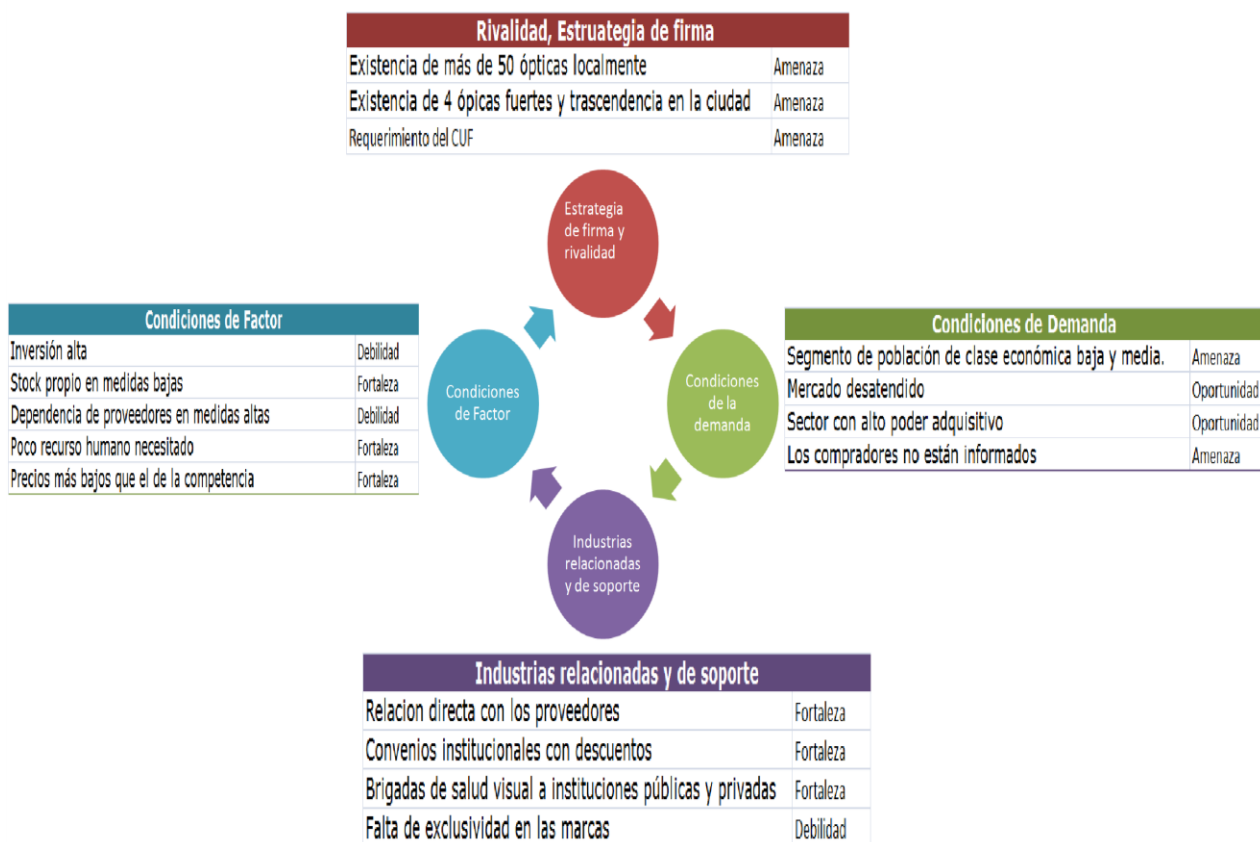 Rivalidad, Estruategia de firma
Existencia de más de 50 ópticas localmente Amenaza
Existencia de 4 ópicas fuertes y trascendencia en la ciudad Amenaza
Requerimiento del CUF Amenaza
Estrategia
de firma y
rivalidad
Condiciones de Factor
Inversión alta Debilidad
Stock propio en medidas bajas Fortaleza
Dependencia de proveedores en medidas altas Debilidad
Poco recurso humano necesitado Fortaleza
Precios más bajos que el de la competencia Fortaleza
Condiciones
de Factor
Condiciones
de la
demanda
Condiciones de Demanda
Segmento de población de clase económica baja y media. Amenaza
Mercado desatendido Oportunidad
Sector con alto poder adquisitivo Oportunidad
Los compradores no están informados Amenaza
Industrias
relacionadas
y de soporte
Industrias relacionadas y de soporte
Relacion directa con los proveedores Fortaleza
Convenios institucionales con descuentos Fortaleza
Brigadas de salud visual a instituciones públicas y privadas Fortaleza
Falta de exclusividad en las marcas Debilidad